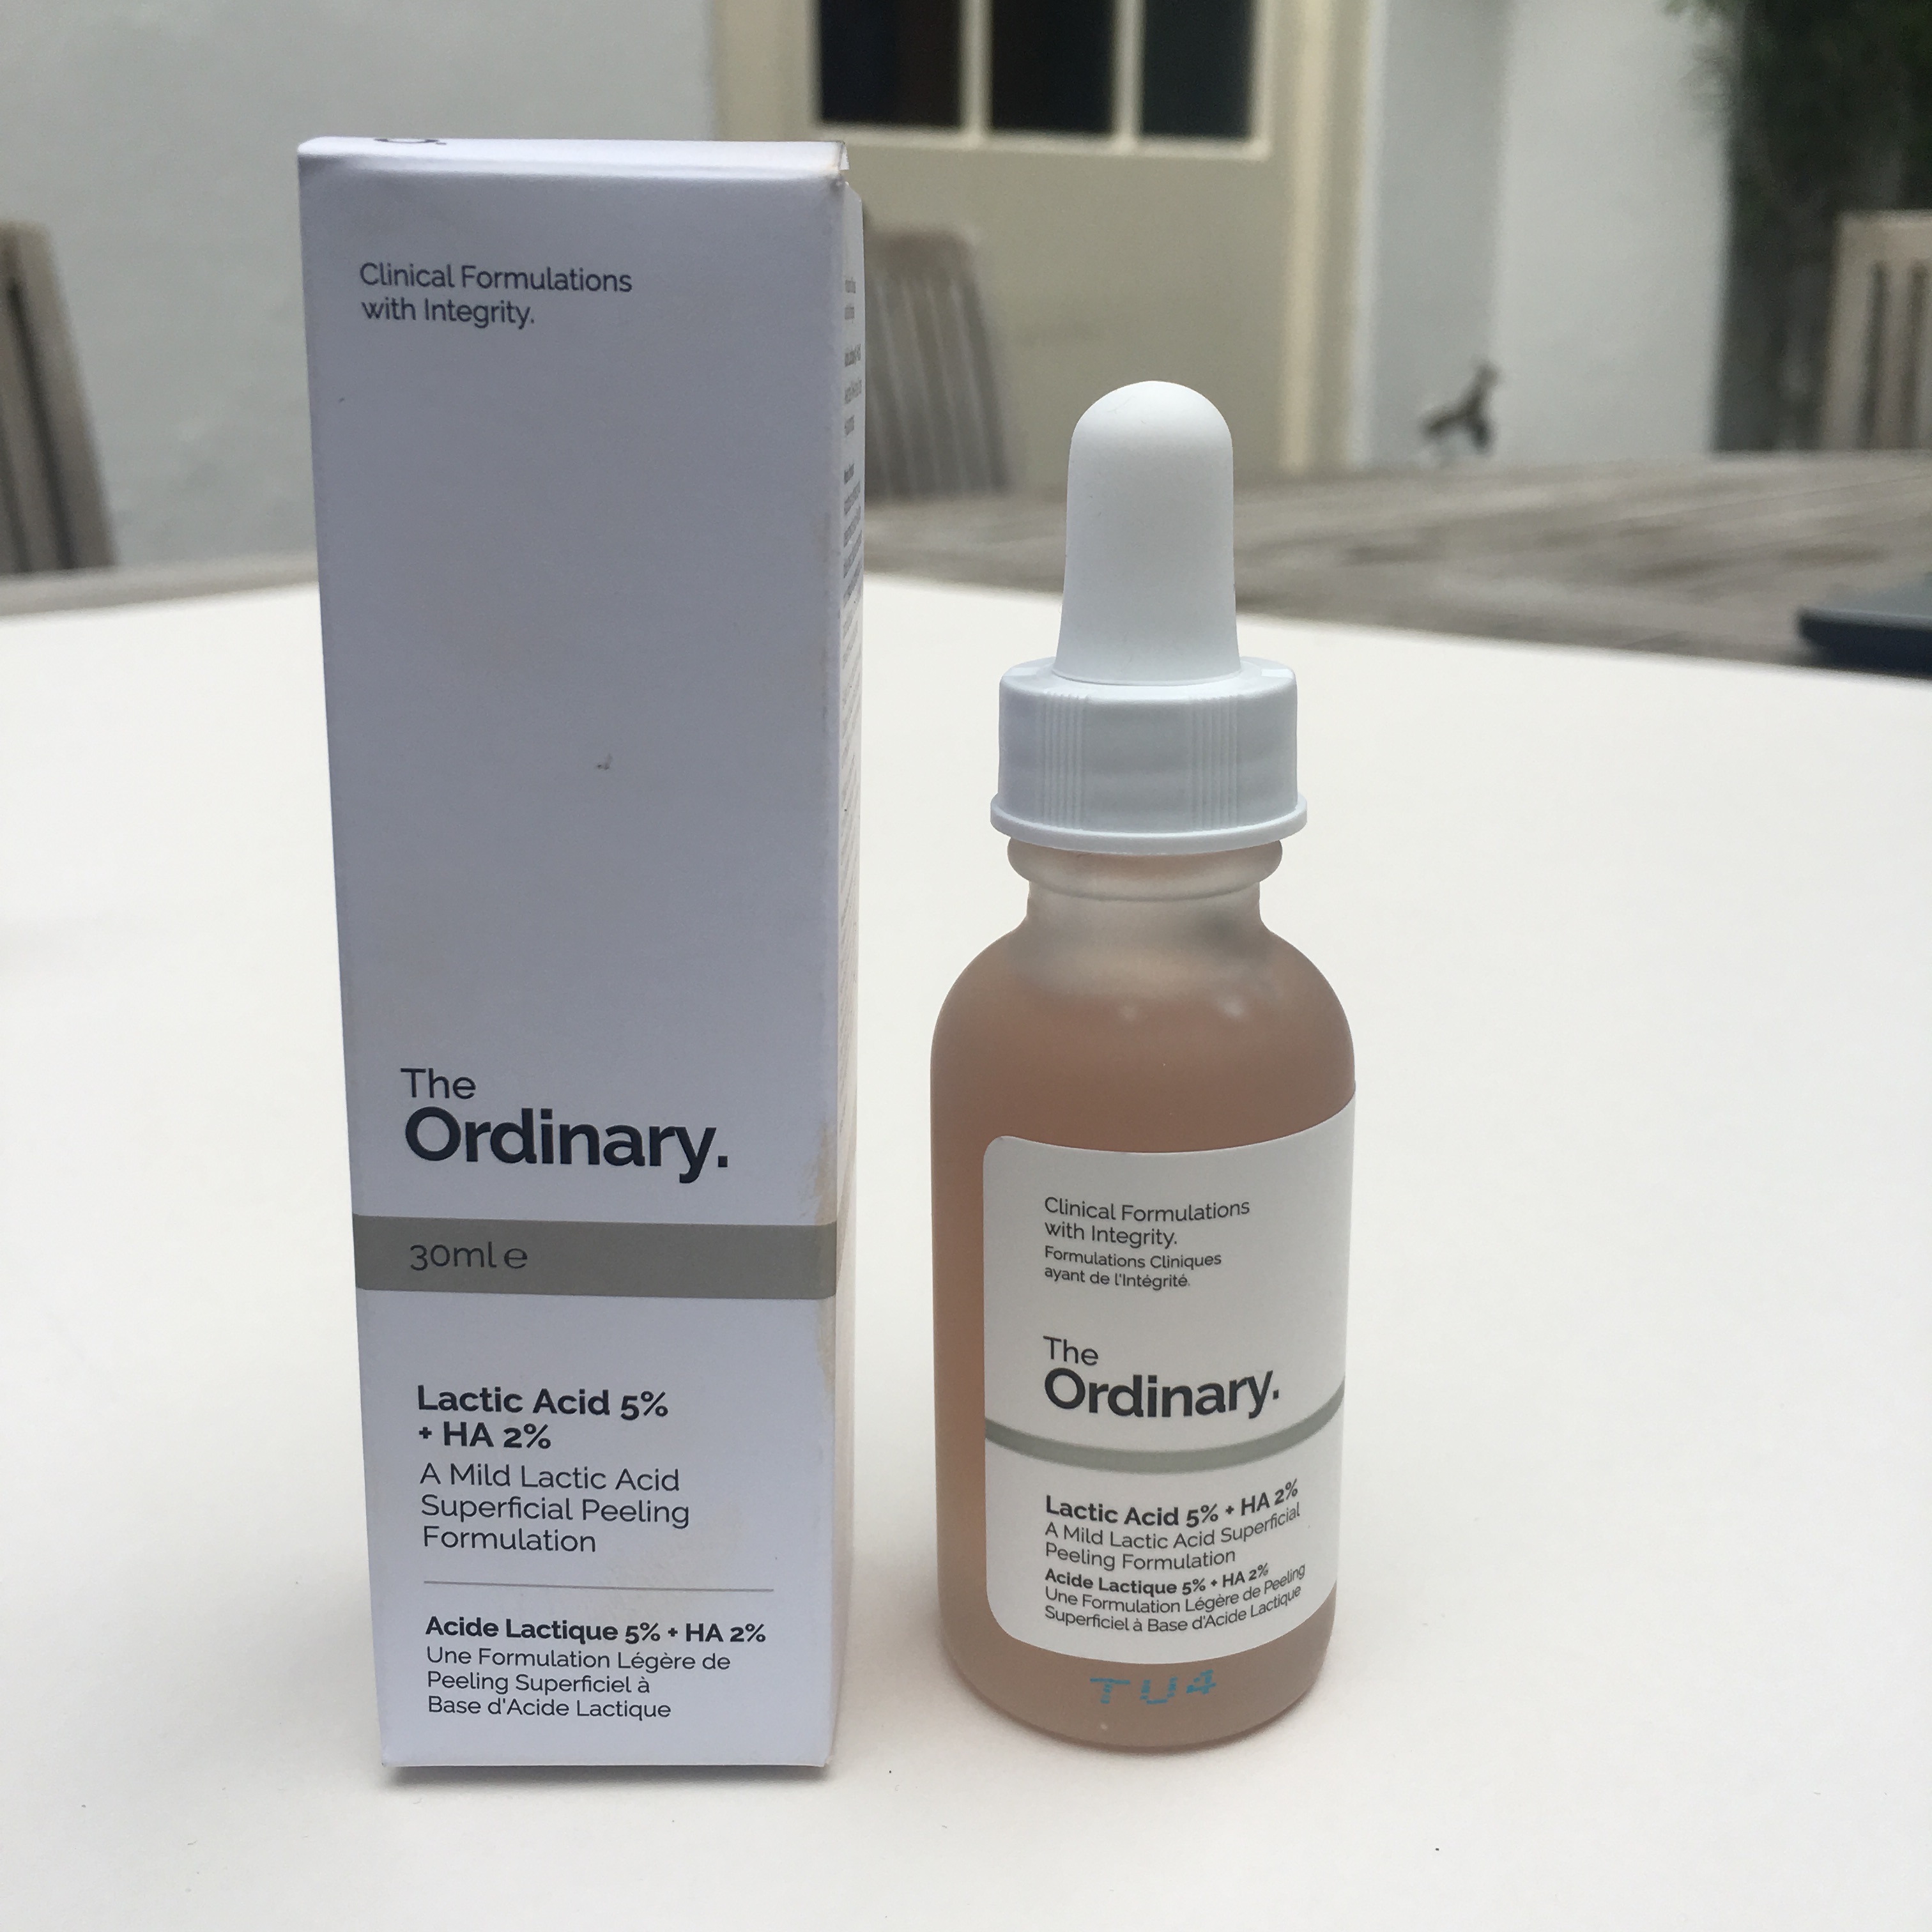 Clinical Formulations
with Integrity.
The
Ordinary.
30ml e
Lactic Acid 5%
+ HA 2%
A Mild Lactic Acid
Superficial Peeling
Formulation
Acide Lactique 5% + HA 2%
Une Formulation Légère de
Peeling Superficiel à
Base d'Acide Lactique
Clinical Formulations
with Integrity.
Formulations Cliniques
ayant de l'Intégrité.
The
Ordinary.
Lactic Acid 5% + HA 2%
A Mild Lactic Acid Superficial
Peeling Formulation
Acide Lactique 5% + HA 2%
Une Formulation Légère de Peeling
Superficiel à Base d'Acide Lactique
TU4